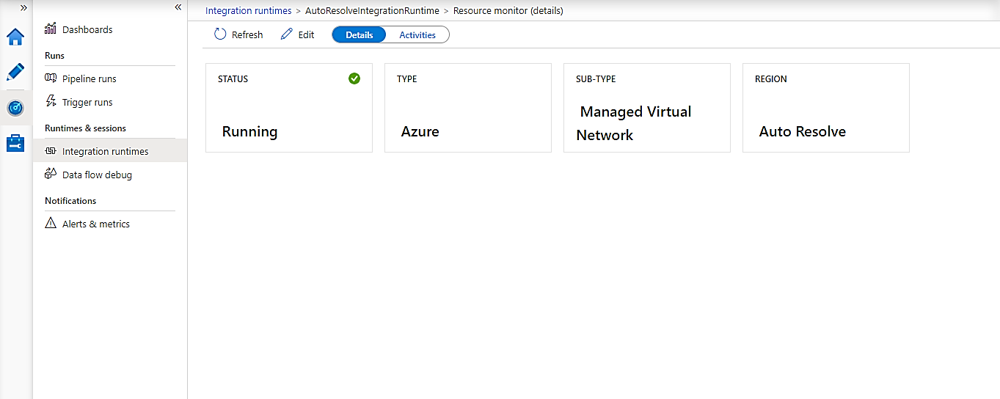 »
«
Dashboards
Runs
Pipeline runs
Trigger runs
Runtimes & sessions
Integration runtimes
Data flow debug
Notifications
Alerts & metrics
Integration runtimes > AutoResolveIntegrationRuntime > Resource monitor (details)
Refresh Edit Details Activities
STATUS
Running
TYPE
Azure
SUB-TYPE
Managed Virtual
Network
REGION
Auto Resolve